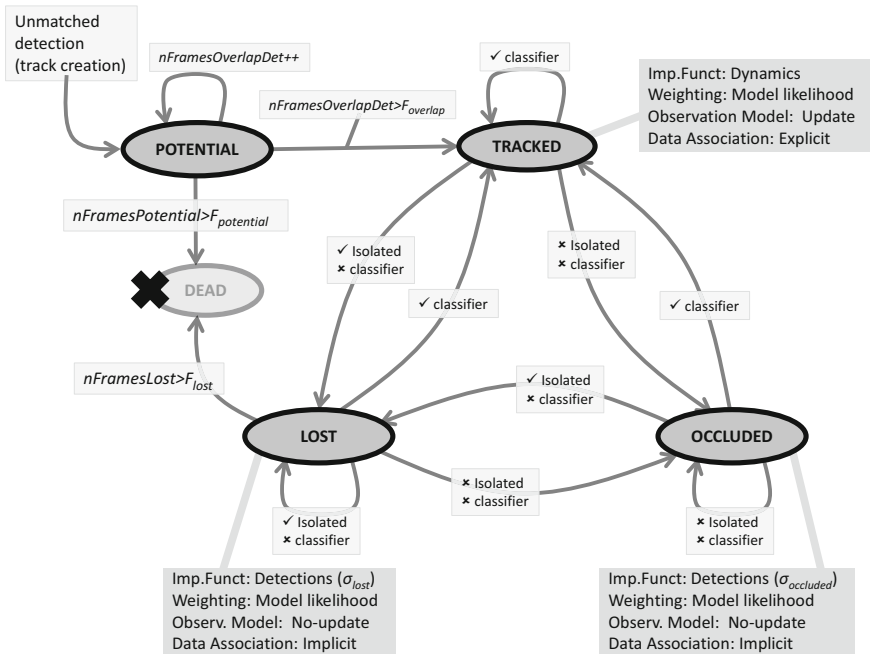 Unmatched
detection
(track creation)
nFramesOverlapDet++
✓ classifier
nFramesOverlapDet>F_overlap
Imp.Funct: Dynamics
Weighting: Model likelihood
Observation Model: Update
Data Association: Explicit
POTENTIAL
TRACKED
nFramesPotential>F_potential
✓ Isolated
× classifier
× Isolated
× classifier
DEAD
✓ classifier
✓ classifier
nFramesLost>F_lost
✓ Isolated
× classifier
LOST
OCCLUDED
× Isolated
× classifier
✓ Isolated
× classifier
× Isolated
× classifier
Imp.Funct: Detections (σ_lost)
Weighting: Model likelihood
Observ. Model: No-update
Data Association: Implicit
Imp.Funct: Detections (σ_occluded)
Weighting: Model likelihood
Observ. Model: No-update
Data Association: Implicit